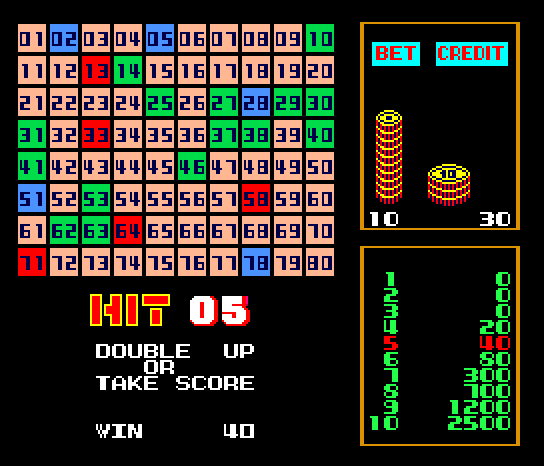 01 02 03 04 05 06 07 08 09 10
11 12 13 14 15 16 17 18 19 20
21 22 23 24 25 26 27 28 29 30
31 32 33 34 35 36 37 38 39 40
41 42 43 44 45 46 47 48 49 50
51 52 53 54 55 56 57 58 59 60
61 62 63 64 65 66 67 68 69 70
71 72 73 74 75 76 77 78 79 80
HIT 05
DOUBLE UP
OR
TAKE SCORE
WIN 40
BET CREDIT
10 30
1 0
2 0
3 0
4 20
5 40
6 80
7 300
8 700
9 1200
10 2500